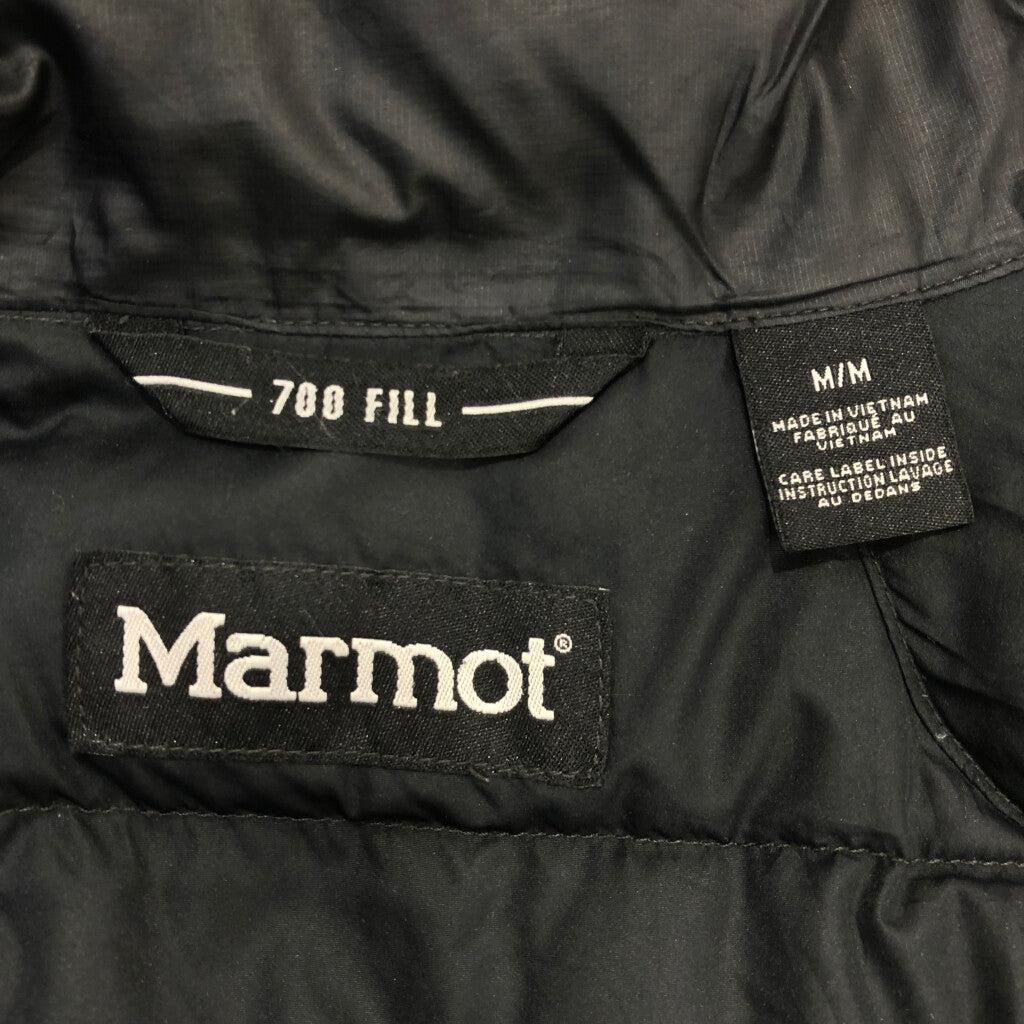 700 FILL
M/M
MADE IN VIETNAM
FABRIQUÉ AU
VIETNAM
CARE LABEL INSIDE
INSTRUCTION LAVAGE
AU DEDANS
Marmot®